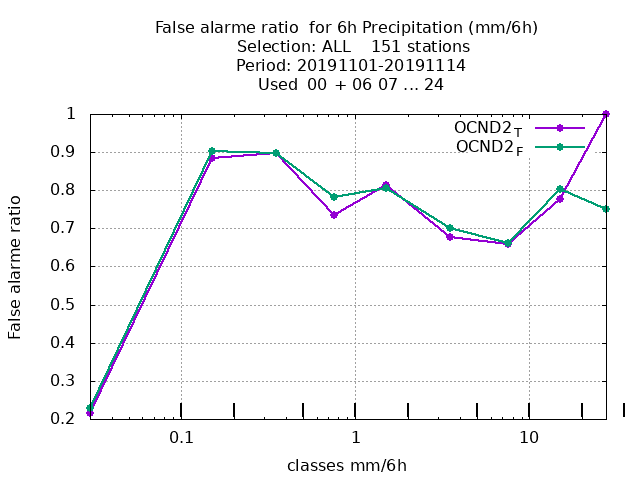 False alarme ratio  for 6h Precipitation (mm/6h)
Selection: ALL    151 stations
Period: 20191101-20191114
Used  00 + 06 07 ... 24
OCND2T
OCND2F
1
0.9
0.8
0.7
0.6
0.5
0.4
0.3
0.2
False alarme ratio
0.1
1
10
classes mm/6h